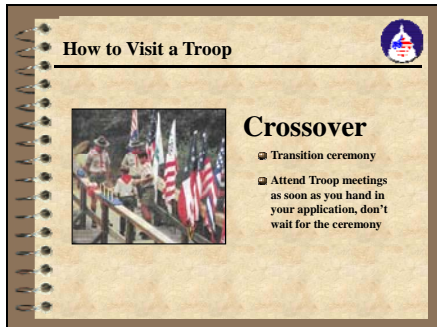 How to Visit a Troop
Crossover
Transition ceremony
Attend Troop meetings
as soon as you hand in
your application, don't
wait for the ceremony